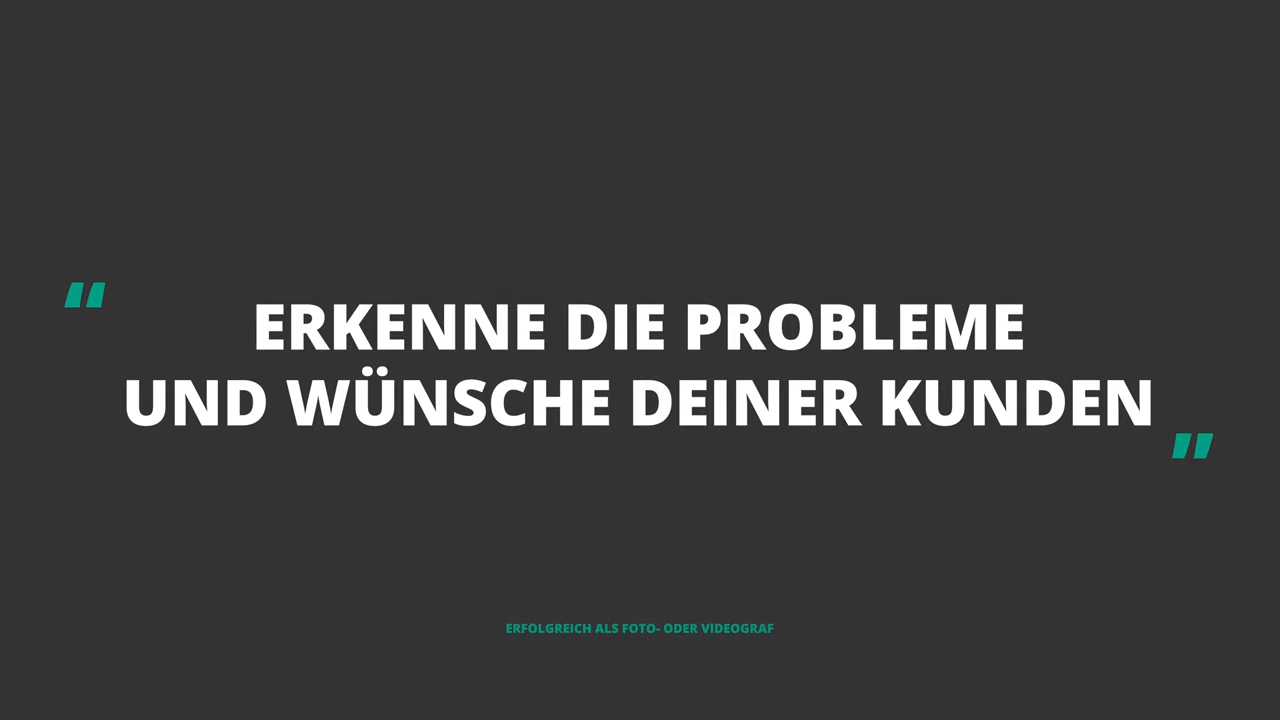 “ ERKENNE DIE PROBLEME
UND WÜNSCHE DEINER KUNDEN ”
ERFOLGREICH ALS FOTO- ODER VIDEOGRAF